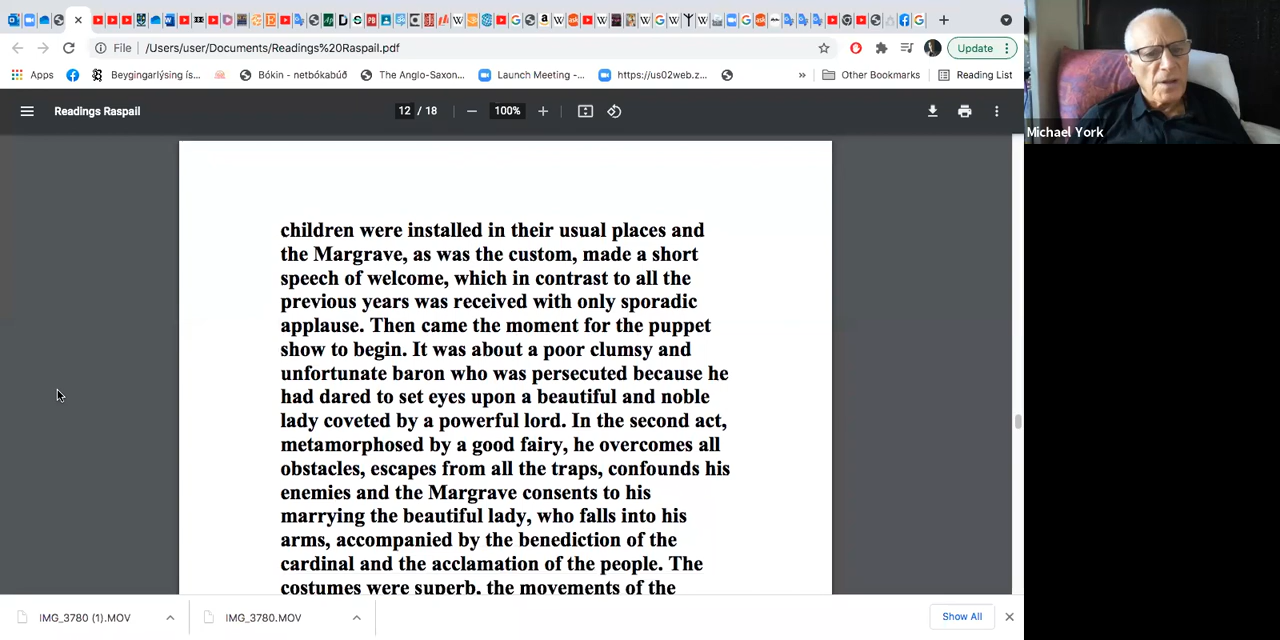 Update
File
/Users/user/Documents/Readings%20Raspail.pdf
Apps
Beygingarlýsing ís...
Bókin - netbókabúð
The Anglo-Saxon...
Launch Meeting -...
https://us02web.z...
»
Other Bookmarks
Reading List
Readings Raspail
12 / 18
100%
Michael York
children were installed in their usual places and
the Margrave, as was the custom, made a short
speech of welcome, which in contrast to all the
previous years was received with only sporadic
applause. Then came the moment for the puppet
show to begin. It was about a poor clumsy and
unfortunate baron who was persecuted because he
had dared to set eyes upon a beautiful and noble
lady coveted by a powerful lord. In the second act,
metamorphosed by a good fairy, he overcomes all
obstacles, escapes from all the traps, confounds his
enemies and the Margrave consents to his
marrying the beautiful lady, who falls into his
arms, accompanied by the benediction of the
cardinal and the acclamation of the people. The
costumes were superb, the movements of the
IMG_3780 (1).MOV
IMG_3780.MOV
Show All